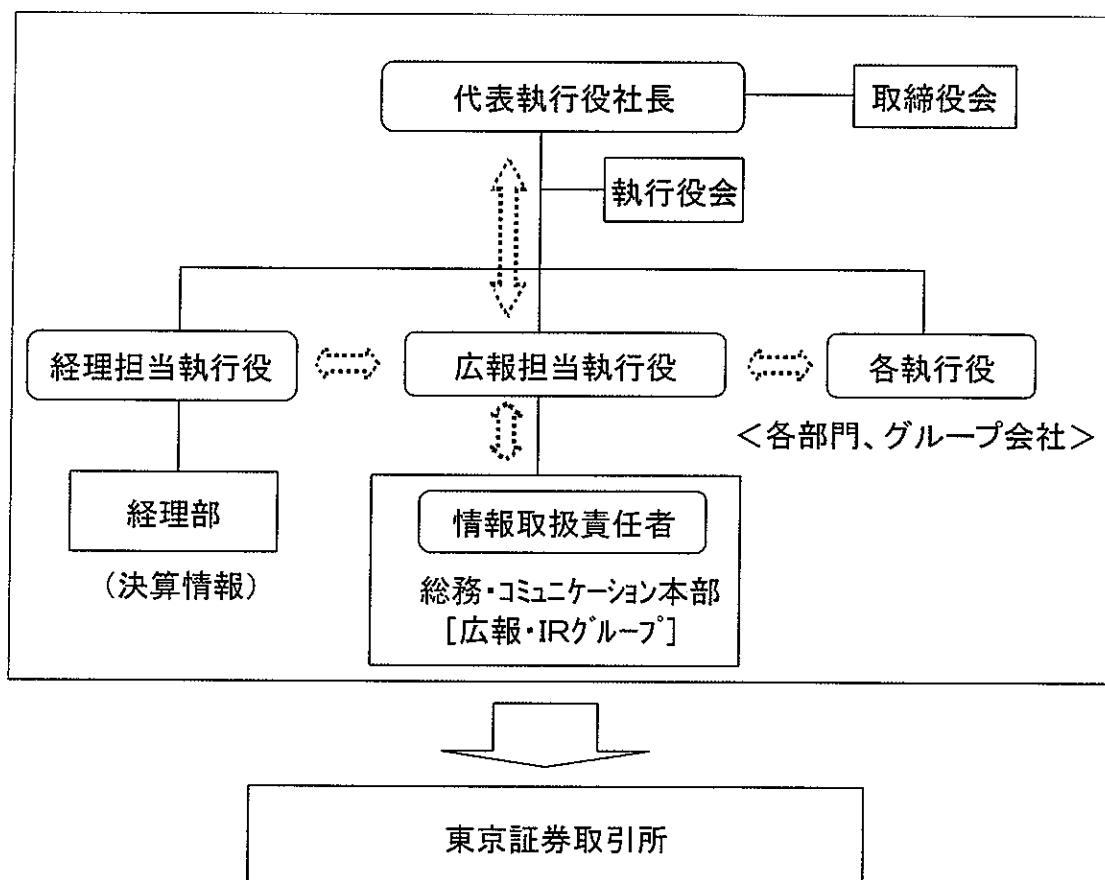 代表執行役社長
取締役会
執行役会
経理担当執行役
広報担当執行役
各執行役
＜各部門、グループ会社＞
経理部
（決算情報）
情報取扱責任者
総務・コミュニケーション本部
［広報・IRグループ］
東京証券取引所